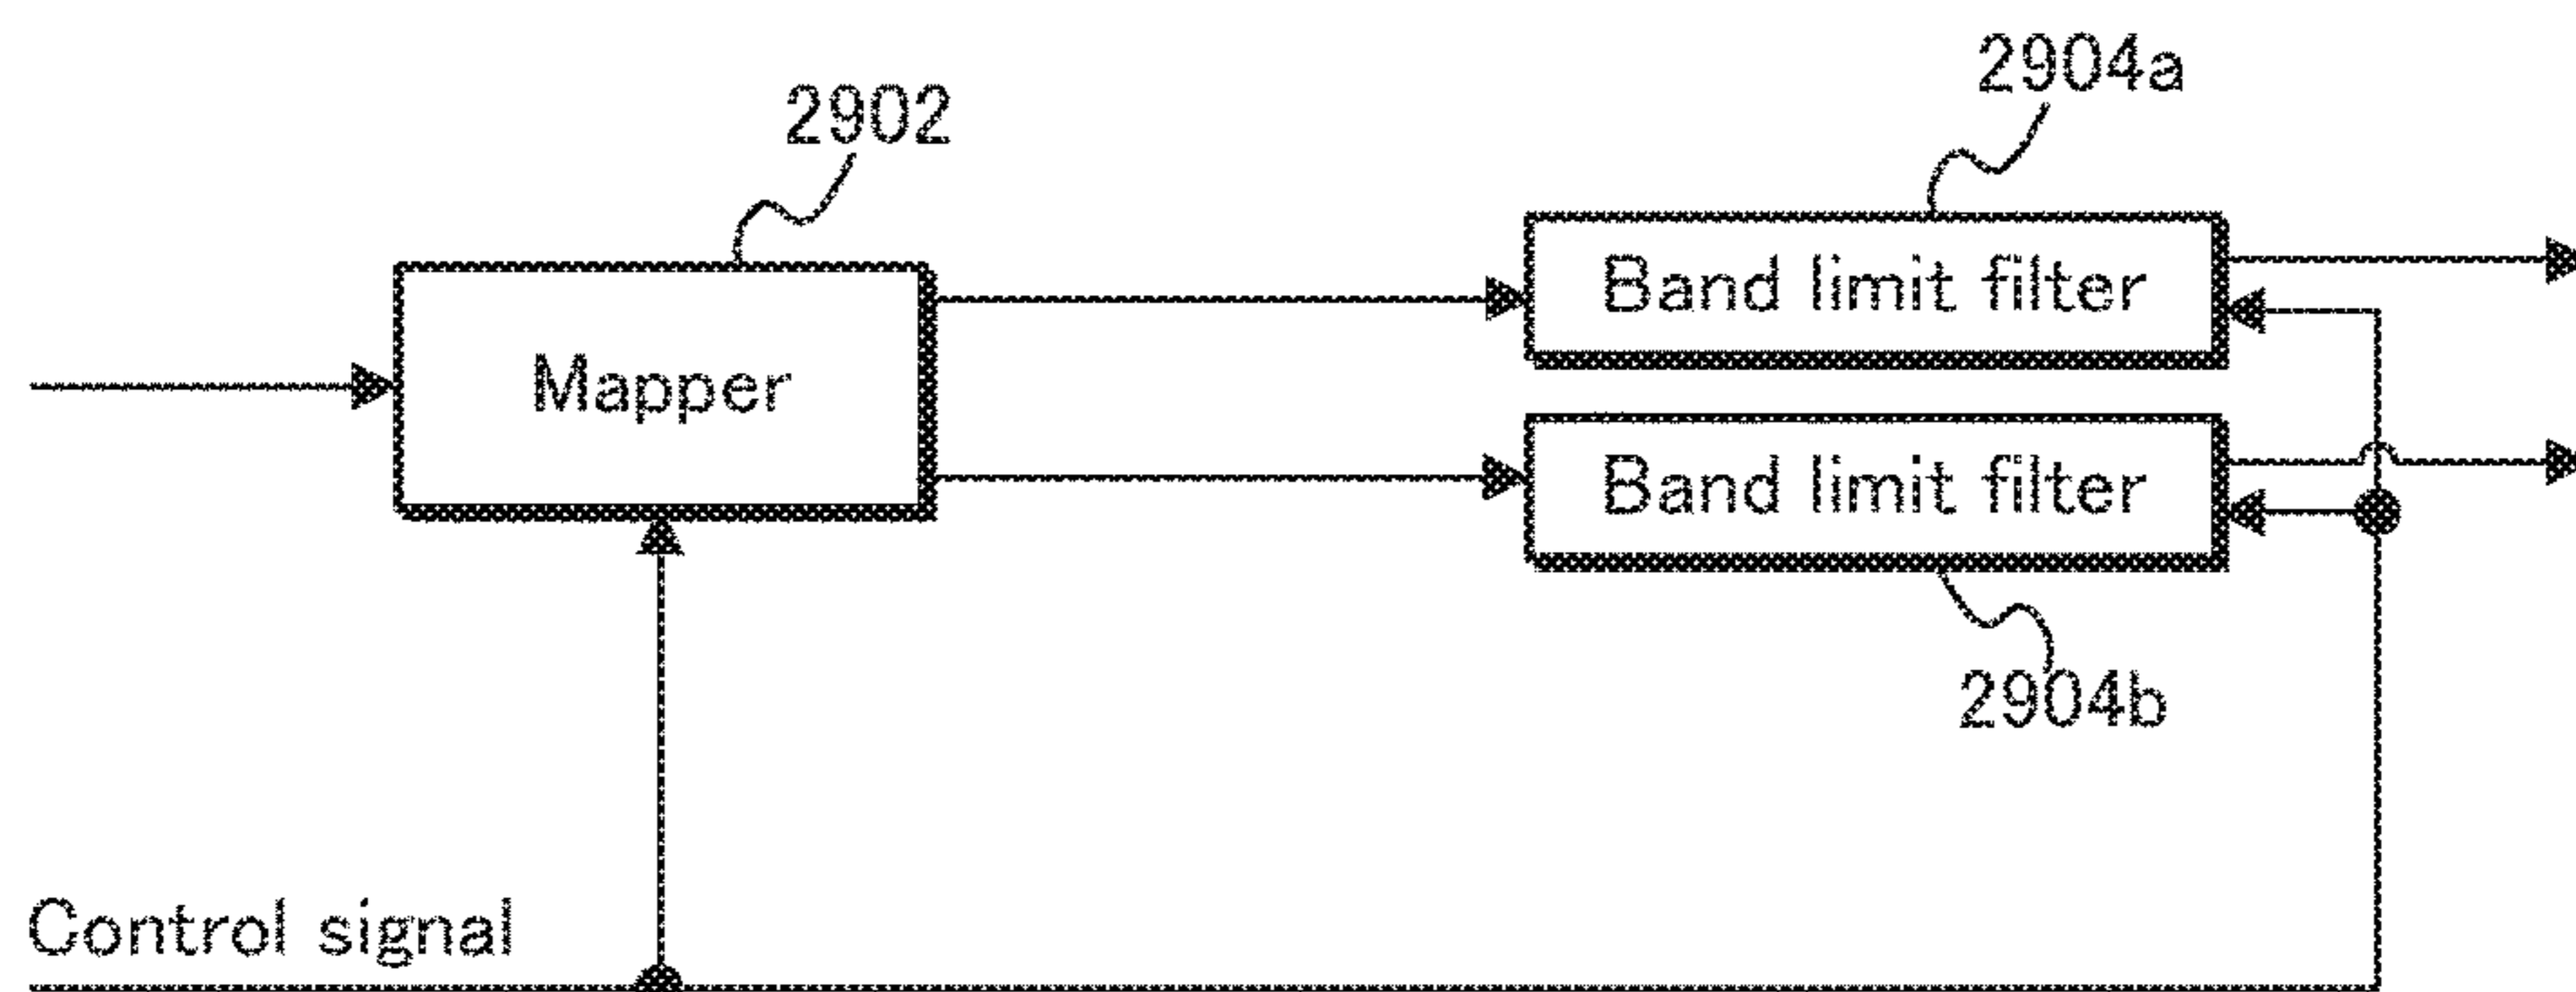 2904a
2902
Band limit filter
Mapper
Band limit filter
2904b
Control signal